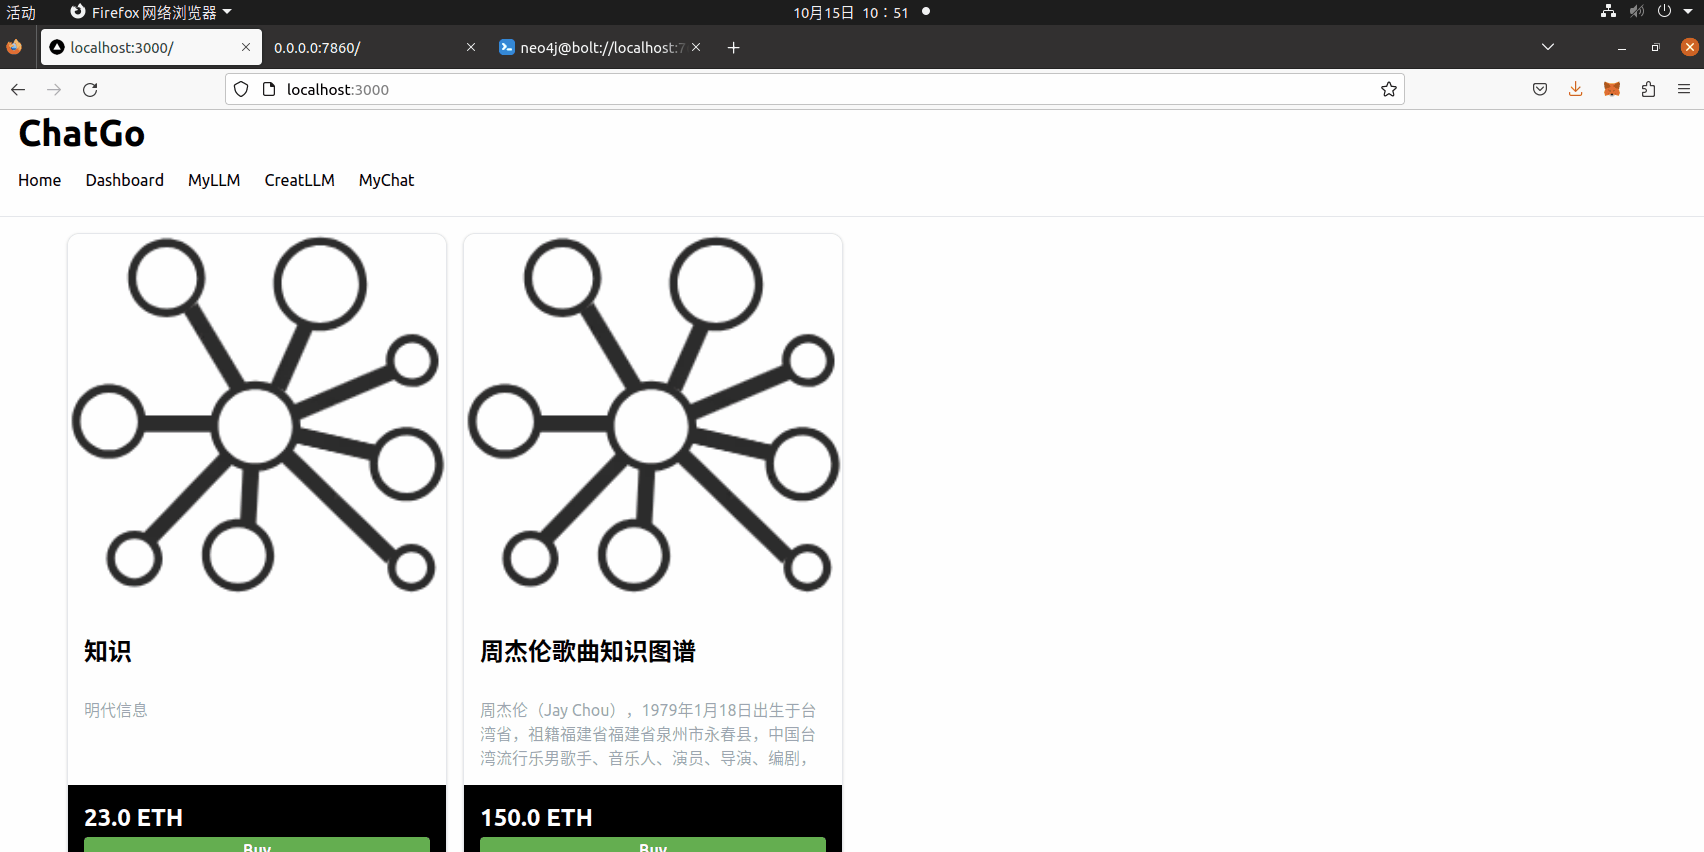 活动
Firefox 网络浏览器
10月15日 10：51
localhost:3000/
0.0.0.0:7860/
neo4j@bolt://localhost:7
localhost:3000
ChatGo
Home Dashboard MyLLM CreatLLM MyChat
知识
明代信息
23.0 ETH
Buy
周杰伦歌曲知识图谱
周杰伦（Jay Chou），1979年1月18日出生于台
湾省，祖籍福建省福建省泉州市永春县，中国台
湾流行乐男歌手、音乐人、演员、导演、编剧，
150.0 ETH
Buy